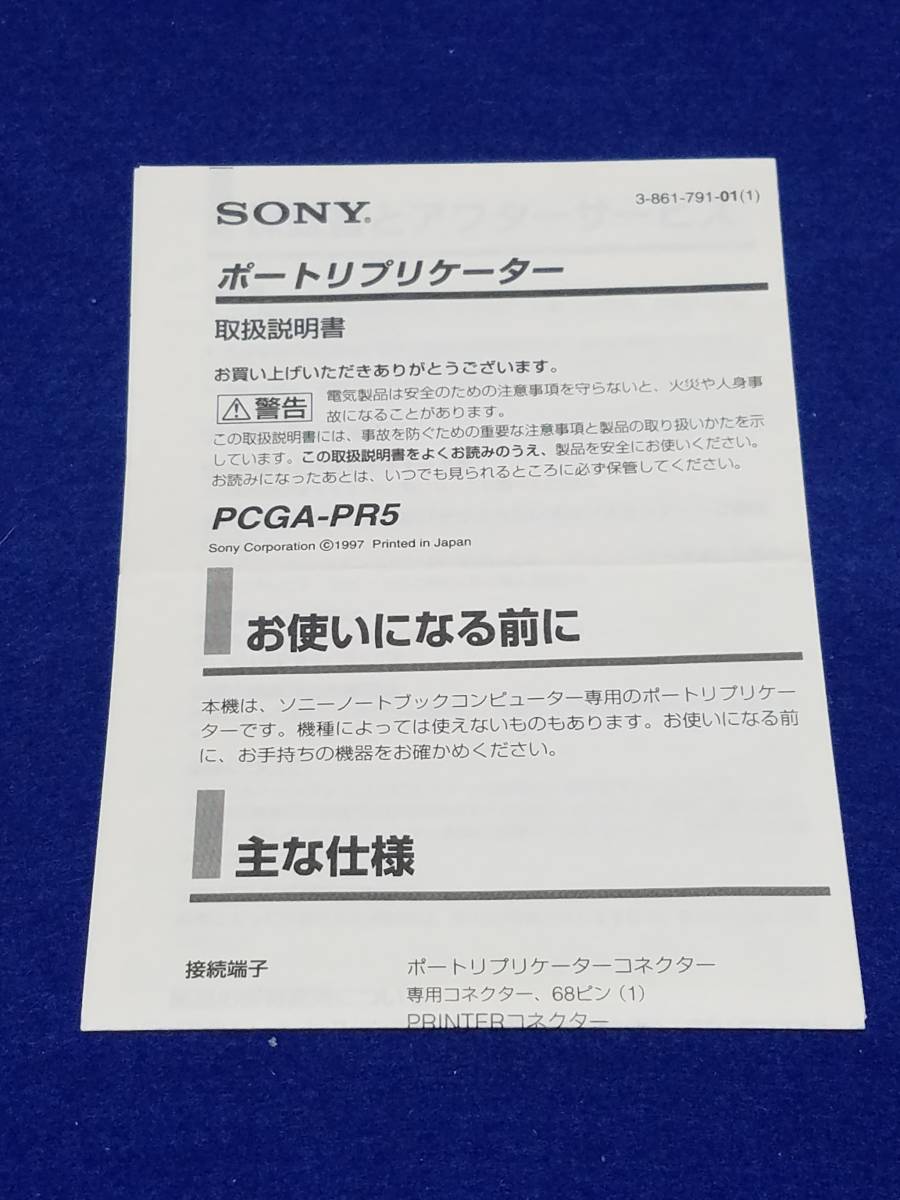 SONY®
3-861-791-01(1)
ポートリプリケーター
取扱説明書
お買い上げいただきありがとうございます。
⚠警告
電気製品は安全のための注意事項を守らないと、火災や人身事
故になることがあります。
この取扱説明書には、事故を防ぐための重要な注意事項と製品の取り扱いかたを示
しています。この取扱説明書をよくお読みのうえ、製品を安全にお使いください。
お読みになったあとは、いつでも見られるところに必ず保管してください。
PCGA-PR5
Sony Corporation ©1997 Printed in Japan
お使いになる前に
本機は、ソニーノートブックコンピューター専用のポートリプリケー
ターです。機種によっては使えないものもあります。お使いになる前
に、お手持ちの機器をお確かめください。
主な仕様
接続端子
ポートリプリケーターコネクター
専用コネクター、68ピン（1）
PRINTERコネクター